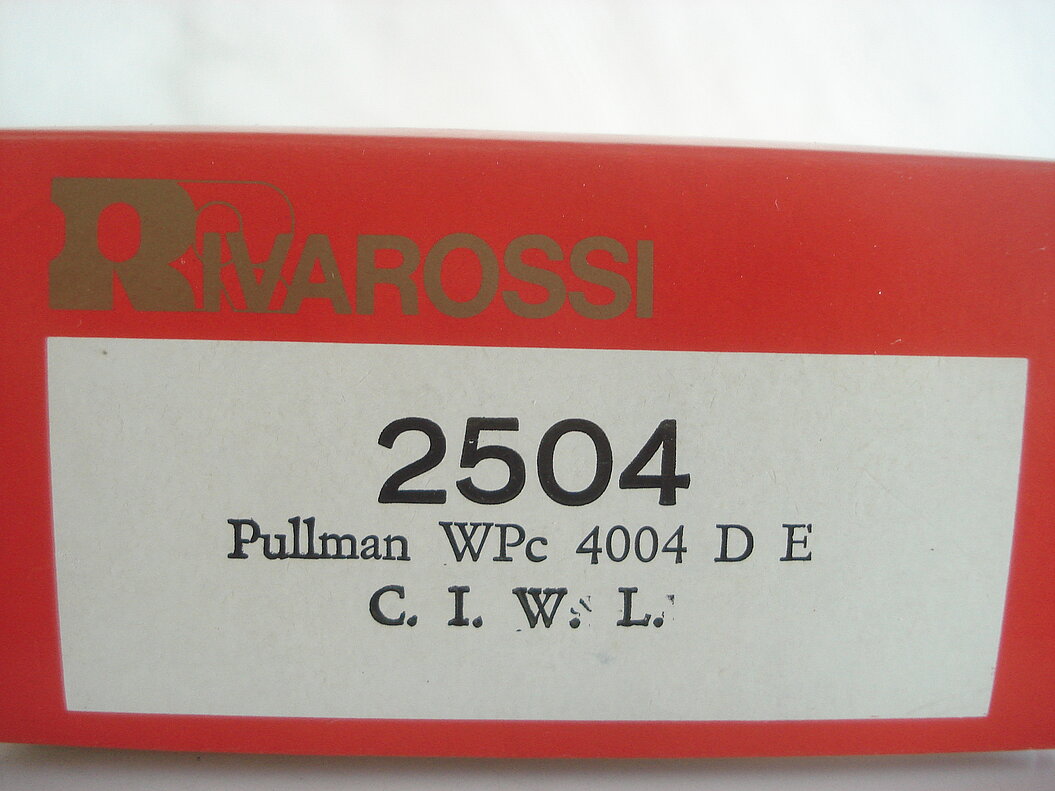 RIVAROSSI
2504
Pullman WPc 4004 D E
C. I. W. L.